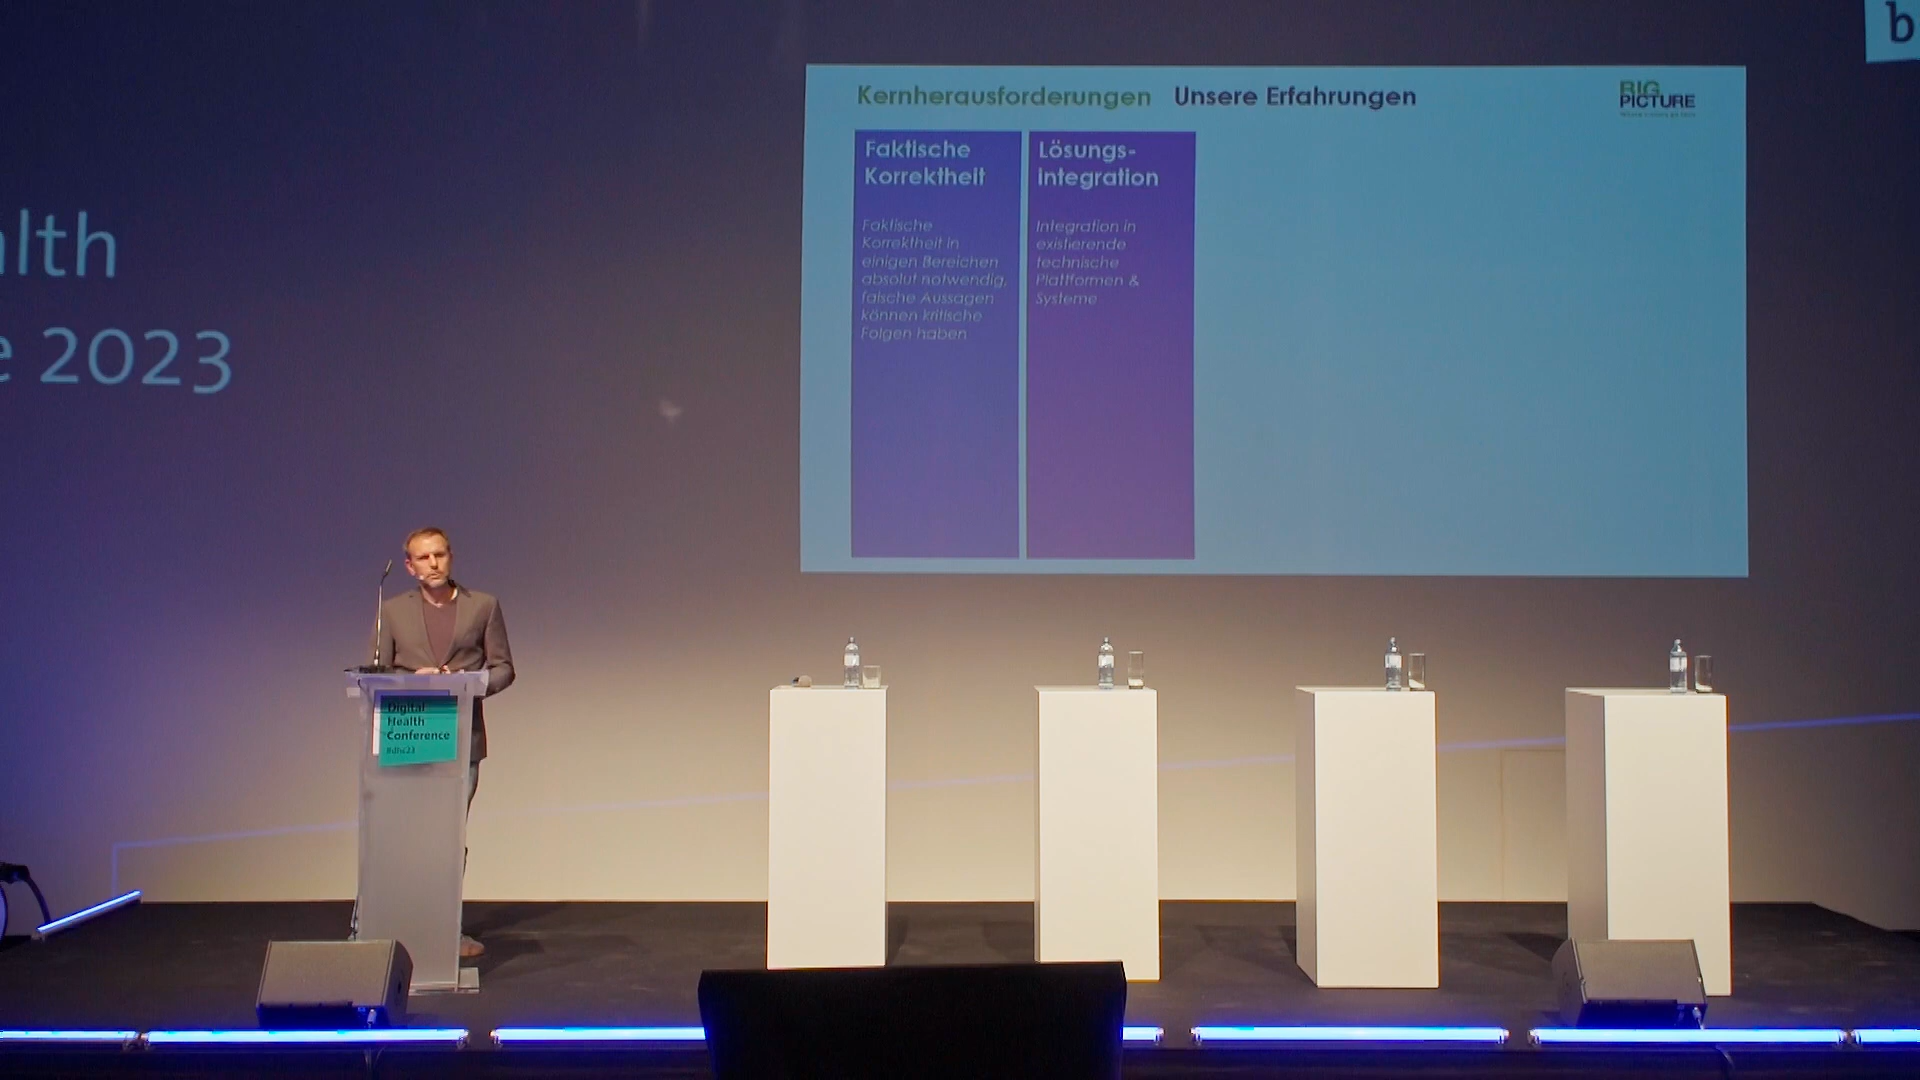 alth
e 2023
b
Kernherausforderungen Unsere Erfahrungen
BIG
PICTURE
Faktische
Korrektheit
Faktische
Korrektheit in
einigen Bereichen
absolut notwendig,
falsche Aussagen
können kritische
Folgen haben
Lösungs-
integration
Integration in
existierende
technische
Plattformen &
Systeme
Digital
Health
Conference
#dhc23